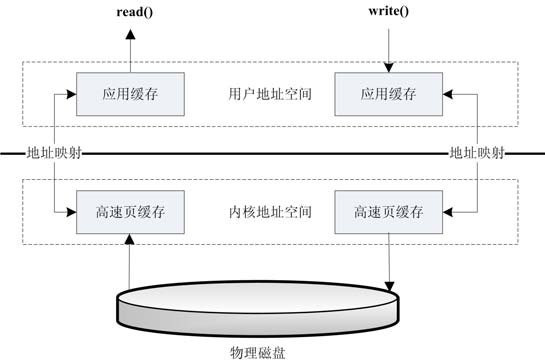 read()
write()
应用缓存
用户地址空间
应用缓存
地址映射
地址映射
高速页缓存
内核地址空间
高速页缓存
物理磁盘